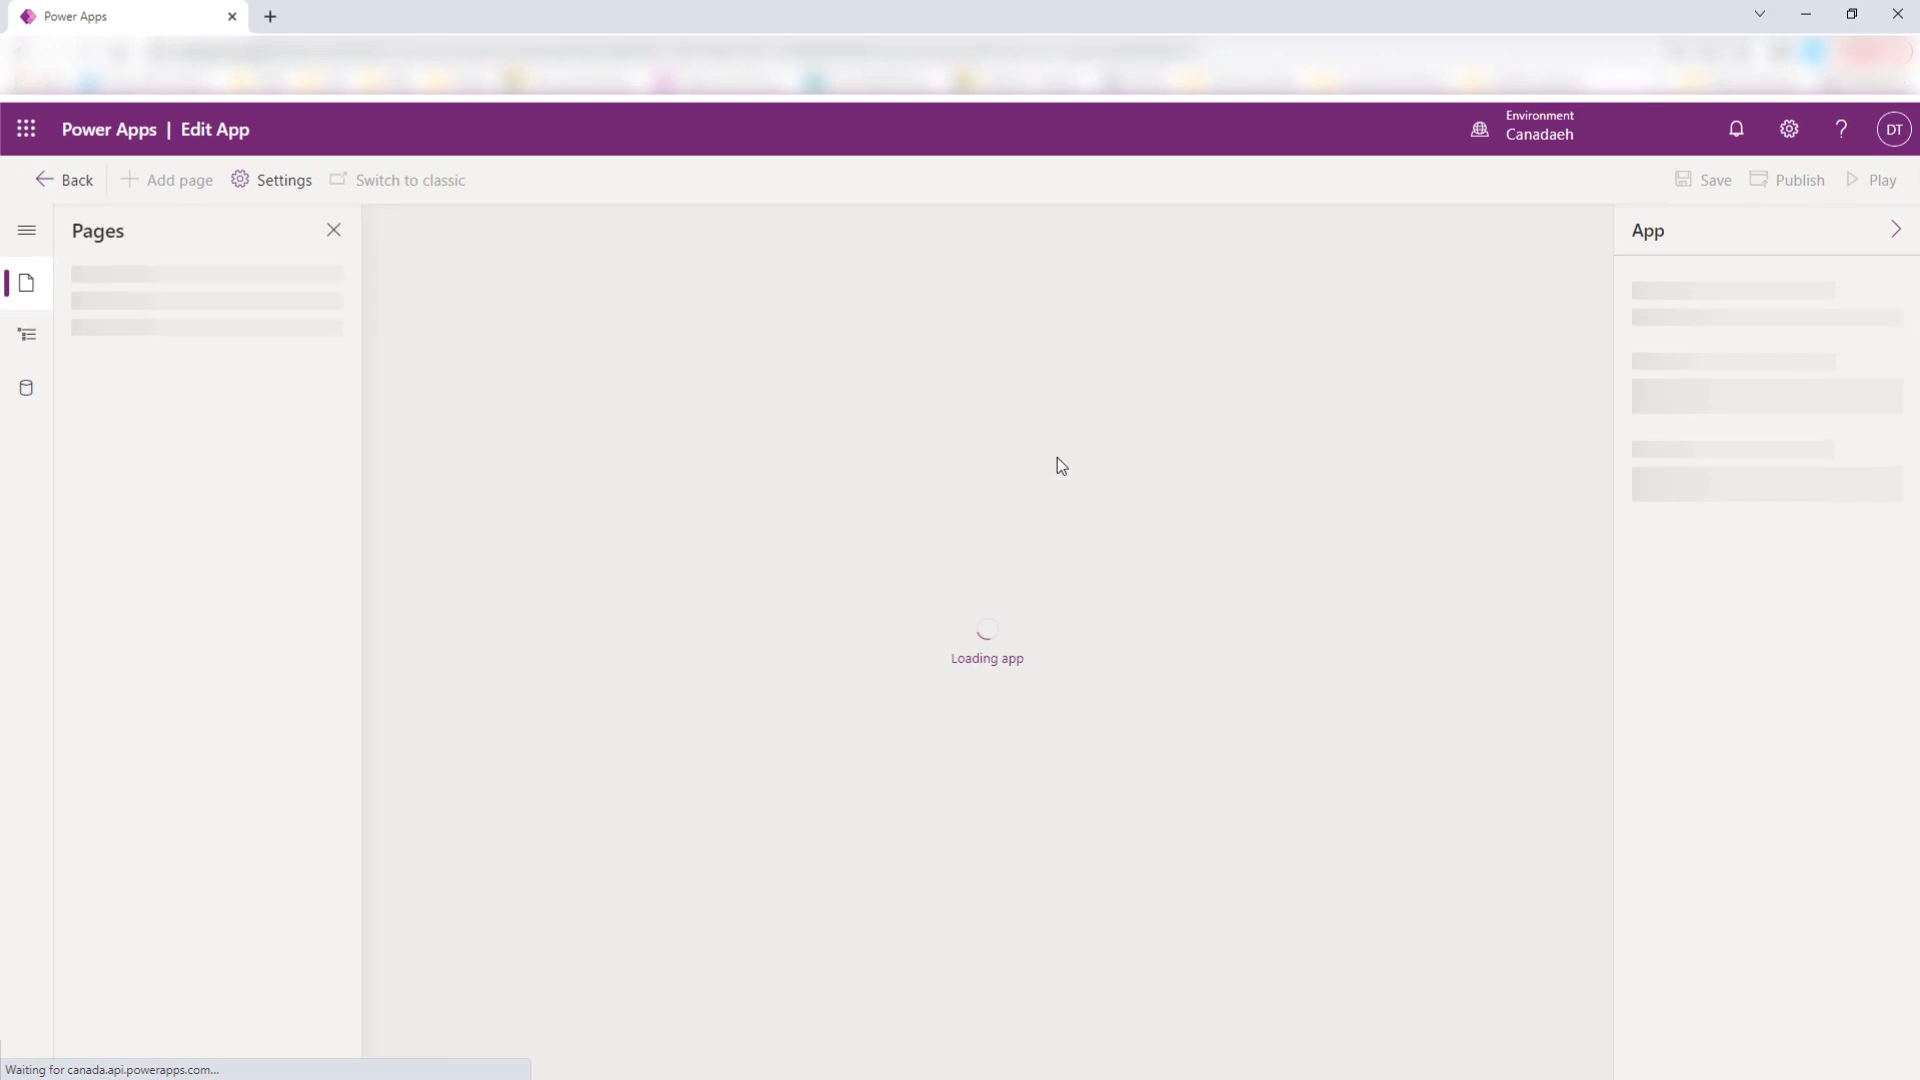 Power Apps
Power Apps | Edit App
Environment
Canadaeh
DT
Back
Add page
Settings
Switch to classic
Save
Publish
Play
Pages
App
Loading app
Waiting for canada.api.powerapps.com...